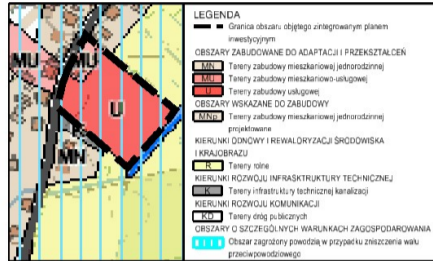 MU
MU
U
MN
LEGENDA
Granica obszaru objętego zintegrowanym planem
inwestycyjnym
OBSZARY ZABUDOWANE DO ADAPTACJI I PRZEKSZTAŁCEŃ
MN Tereny zabudowy mieszkaniowej jednorodzinnej
MU Tereny zabudowy mieszkaniowo-usługowej
U Tereny zabudowy usługowej
OBSZARY WSKAZANE DO ZABUDOWY
MNp Tereny zabudowy mieszkaniowej jednorodzinnej
projektowane
KIERUNKI ODNOWY I REWALORYZACJI ŚRODOWISKA
I KRAJOBRAZU
R Tereny rolne
KIERUNKI ROZWOJU INFRASRTRUKTURY TECHNICZNEJ
K Tereny infrastruktury technicznej kanalizacji
KIERUNKI ROZWOJU KOMUNIKACJI
KD Tereny dróg publicznych
OBSZARY O SZCZEGÓLNYCH WARUNKACH ZAGOSPODAROWANIA
Obszar zagrożony powodzią w przypadku zniszczenia wału
przeciwpowodziowego